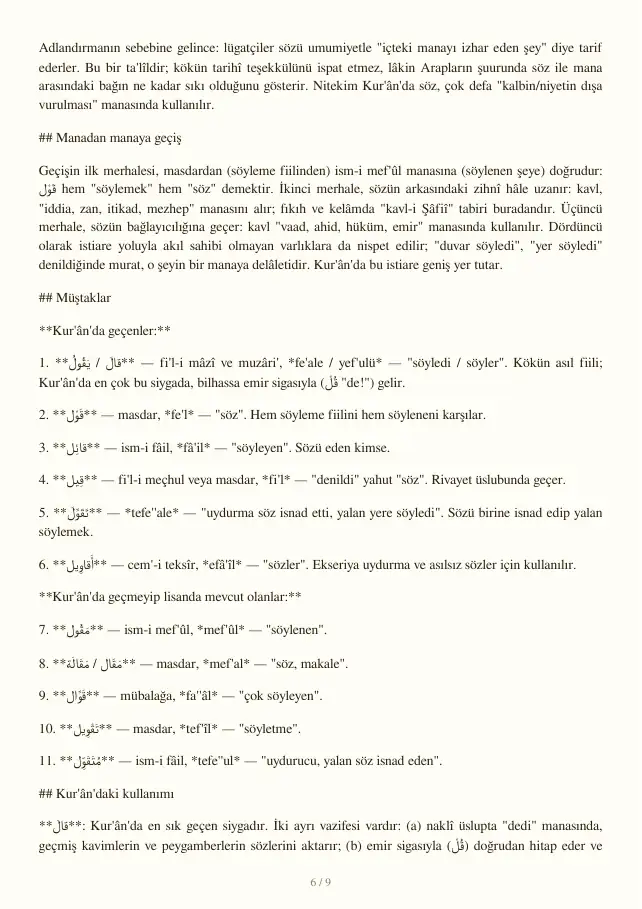 Adlandırmanın sebebine gelince: lügatçiler sözü umumiyetle "içteki manayı izhar eden şey" diye tarif
ederler. Bu bir ta'lîldir; kökün tarihî teşekkülünü ispat etmez, lâkin Arapların şuurunda söz ile mana
arasındaki bağın ne kadar sıkı olduğunu gösterir. Nitekim Kur'ân'da söz, çok defa "kalbin/niyetin dışa
vurulması" manasında kullanılır.
## Manadan manaya geçiş
Geçişin ilk merhalesi, masdardan (söyleme fiilinden) ism-i mef'ûl manasına (söylenen şeye) doğrudur:
قَوْل hem "söylemek" hem "söz" demektir. İkinci merhale, sözün arkasındaki zihnî hâle uzanır: kavl,
"iddia, zan, itikad, mezhep" manasını alır; fıkıh ve kelâmda "kavl-i Şâfiî" tabiri buradandır. Üçüncü
merhale, sözün bağlayıcılığına geçer: kavl "vaad, ahid, hüküm, emir" manasında kullanılır. Dördüncü
olarak istiare yoluyla akıl sahibi olmayan varlıklara da nispet edilir; "duvar söyledi", "yer söyledi"
denildiğinde murat, o şeyin bir manaya delâletidir. Kur'ân'da bu istiare geniş yer tutar.
## Müştaklar
**Kur'ân'da geçenler:**
1. **قالَ / يَقُولُ** — fi'l-i mâzî ve muzâri', *fe'ale / yef'ulü* — "söyledi / söyler". Kökün asıl fiili;
Kur'ân'da en çok bu siygada, bilhassa emir sigasıyla (قُلْ "de!") gelir.
2. **قَوْل** — masdar, *fe'l* — "söz". Hem söyleme fiilini hem söyleneni karşılar.
3. **قائِل** — ism-i fâil, *fâ'il* — "söyleyen". Sözü eden kimse.
4. **قِيل** — fi'l-i meçhul veya masdar, *fi'l* — "denildi" yahut "söz". Rivayet üslubunda geçer.
5. **تَقَوَّلَ** — *tefe''ale* — "uydurma söz isnad etti, yalan yere söyledi". Sözü birine isnad edip yalan
söylemek.
6. **أَقاوِيل** — cem'-i teksîr, *efâ'îl* — "sözler". Ekseriya uydurma ve asılsız sözler için kullanılır.
**Kur'ân'da geçmeyip lisanda mevcut olanlar:**
7. **مَقُول** — ism-i mef'ûl, *mef'ûl* — "söylenen".
8. **مَقَال / مَقَالَة** — masdar, *mef'al* — "söz, makale".
9. **قَوَّال** — mübalağa, *fa''âl* — "çok söyleyen".
10. **تَقْوِيل** — masdar, *tef'îl* — "söyletme".
11. **مُتَقَوِّل** — ism-i fâil, *tefe''ul* — "uydurucu, yalan söz isnad eden".
## Kur'ân'daki kullanımı
**قالَ**: Kur'ân'da en sık geçen siygadır. İki ayrı vazifesi vardır: (a) naklî üslupta "dedi" manasında,
geçmiş kavimlerin ve peygamberlerin sözlerini aktarır; (b) emir sigasıyla (قُلْ) doğrudan hitap eder ve
6 / 9